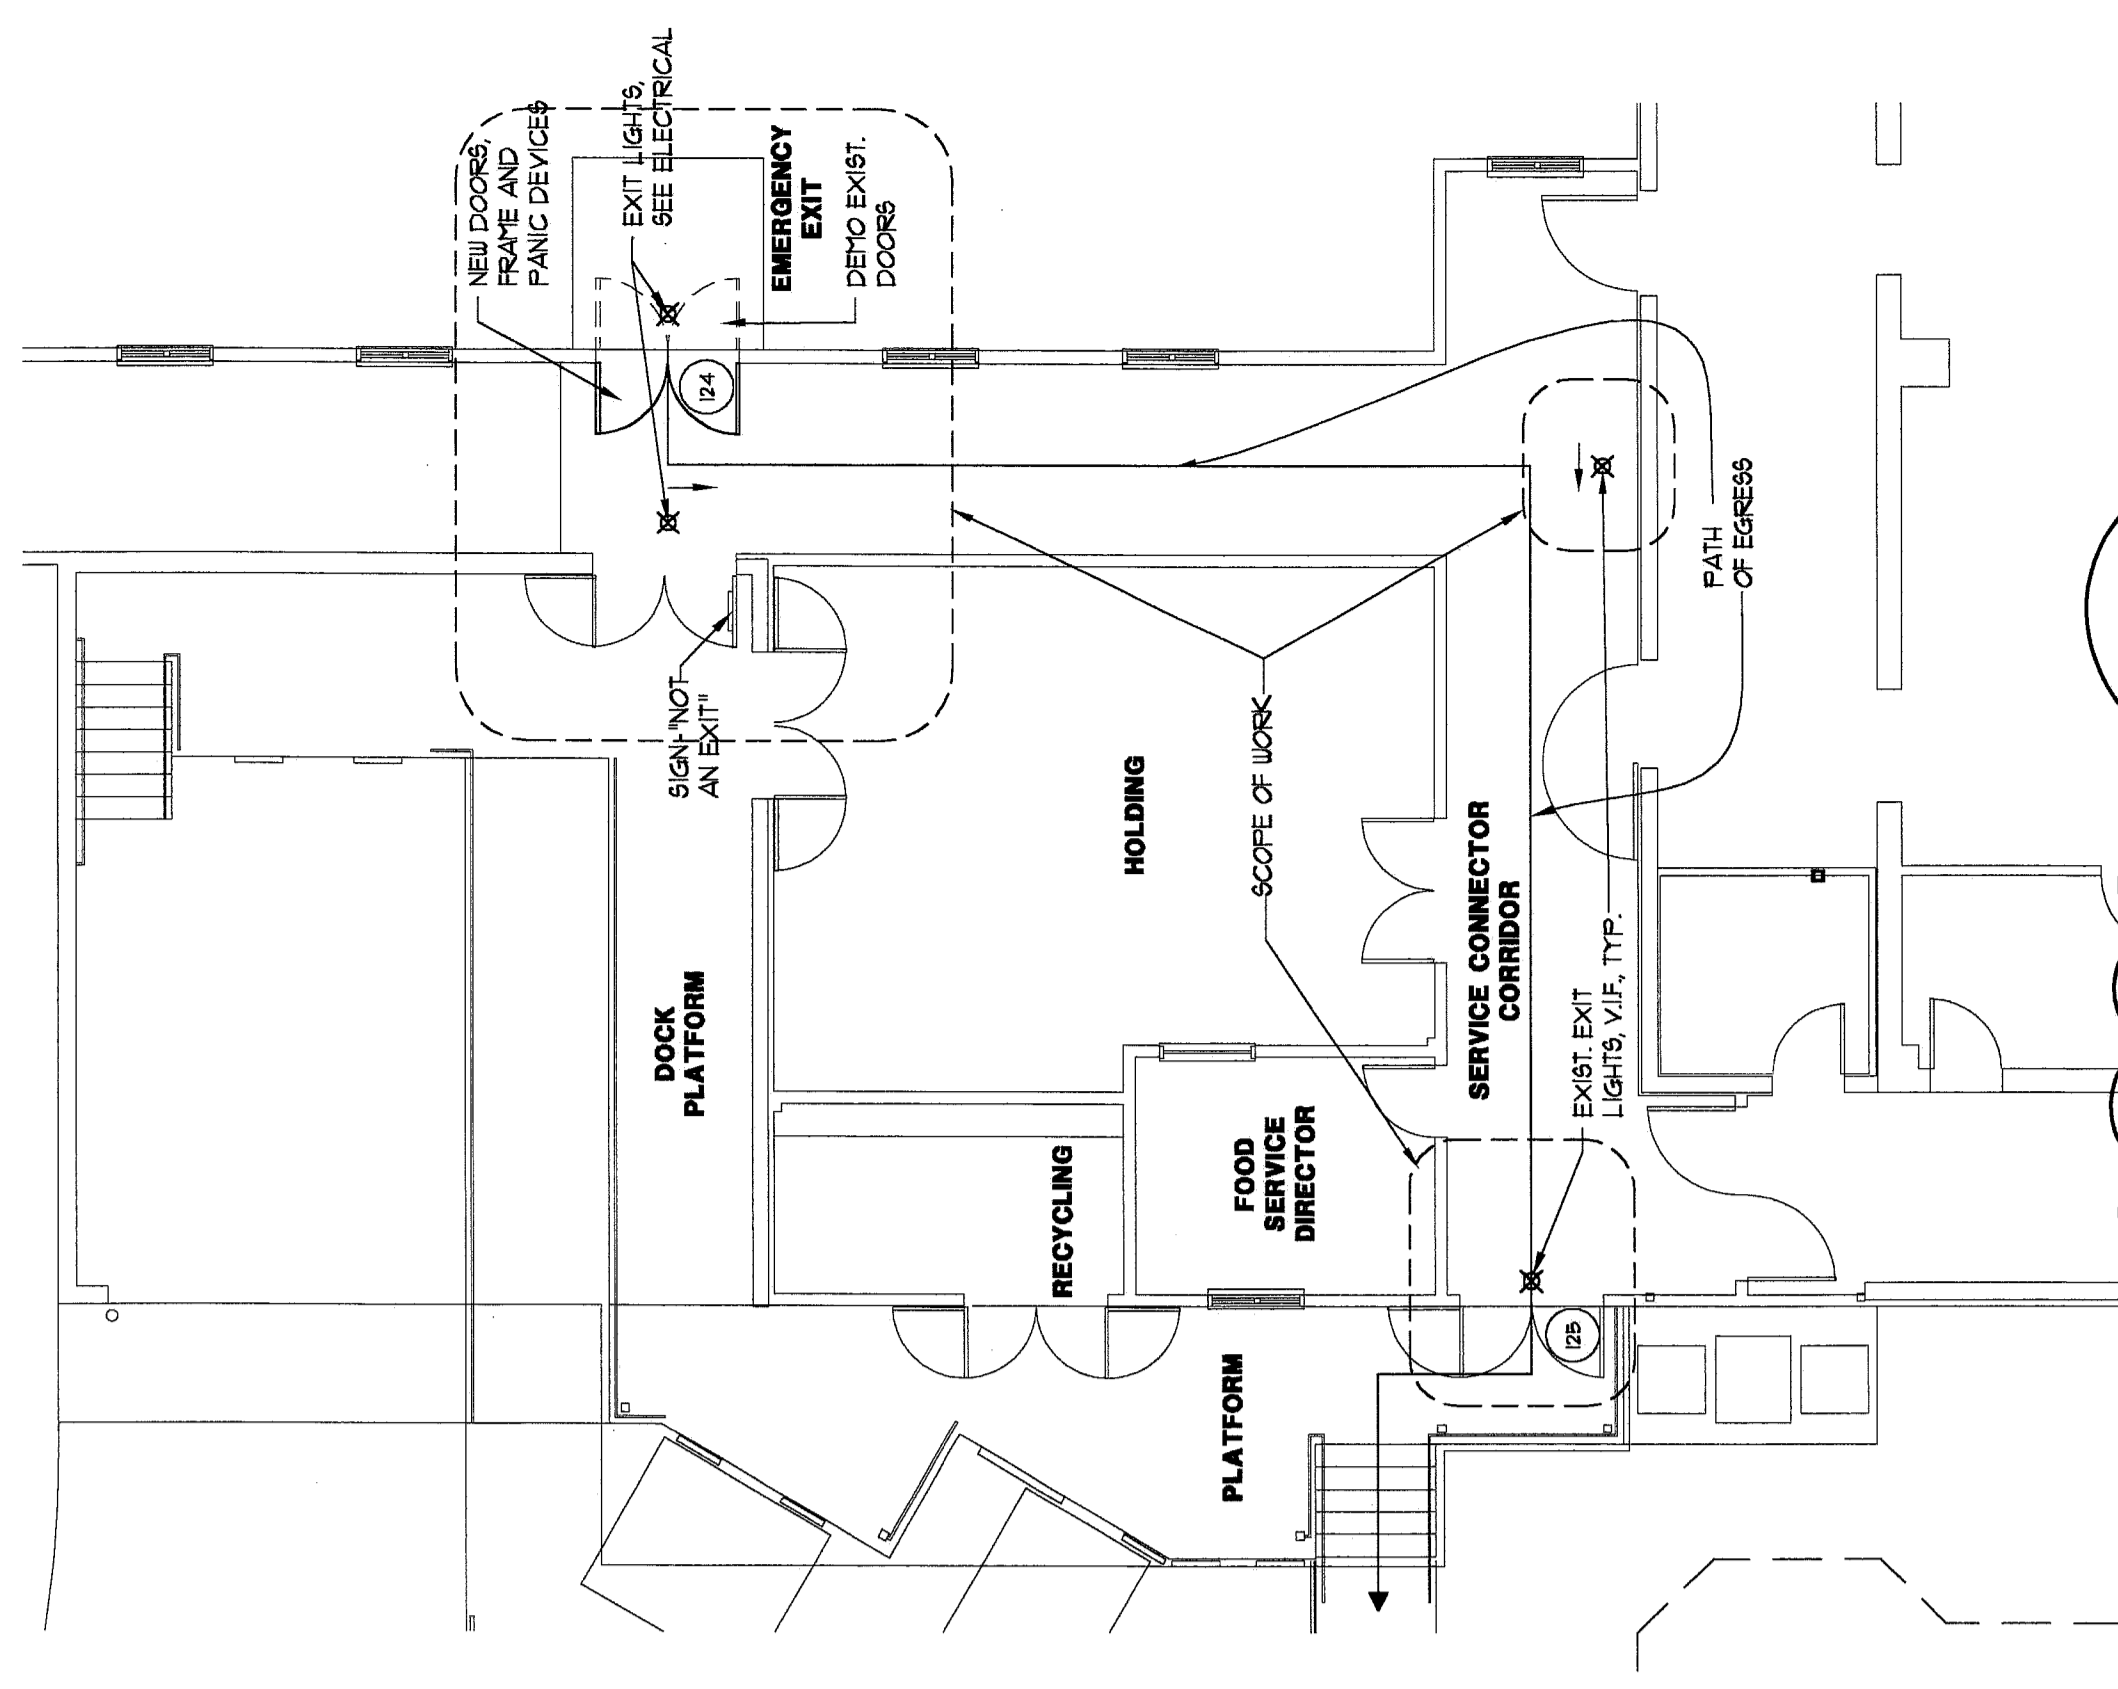 NEW DOORS,
FRAME AND
PANIC DEVICES
EXIT LIGHTS,
SEE ELECTRICAL
EMERGENCY
EXIT
DEMO EXIST.
DOORS
124
SIGN-"NOT
AN EXIT"
PATH
OF EGRESS
SCOPE OF WORK
HOLDING
DOCK
PLATFORM
SERVICE CONNECTOR
CORRIDOR
EXIST. EXIT
LIGHTS, V.I.F., TYP.
RECYCLING
FOOD
SERVICE
DIRECTOR
PLATFORM
125